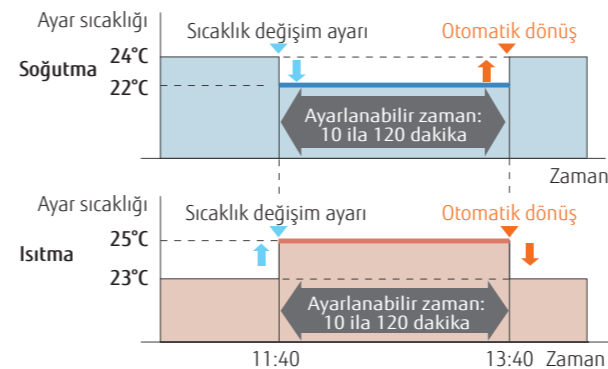 Ayar sıcaklığı
Sıcaklık değişim ayarı
Otomatik dönüş
24°C
Soğutma
22°C
Ayarlanabilir zaman:
10 ila 120 dakika
Zaman
Ayar sıcaklığı
Sıcaklık değişim ayarı
Otomatik dönüş
25°C
Isıtma
23°C
Ayarlanabilir zaman:
10 ila 120 dakika
11:40
13:40
Zaman